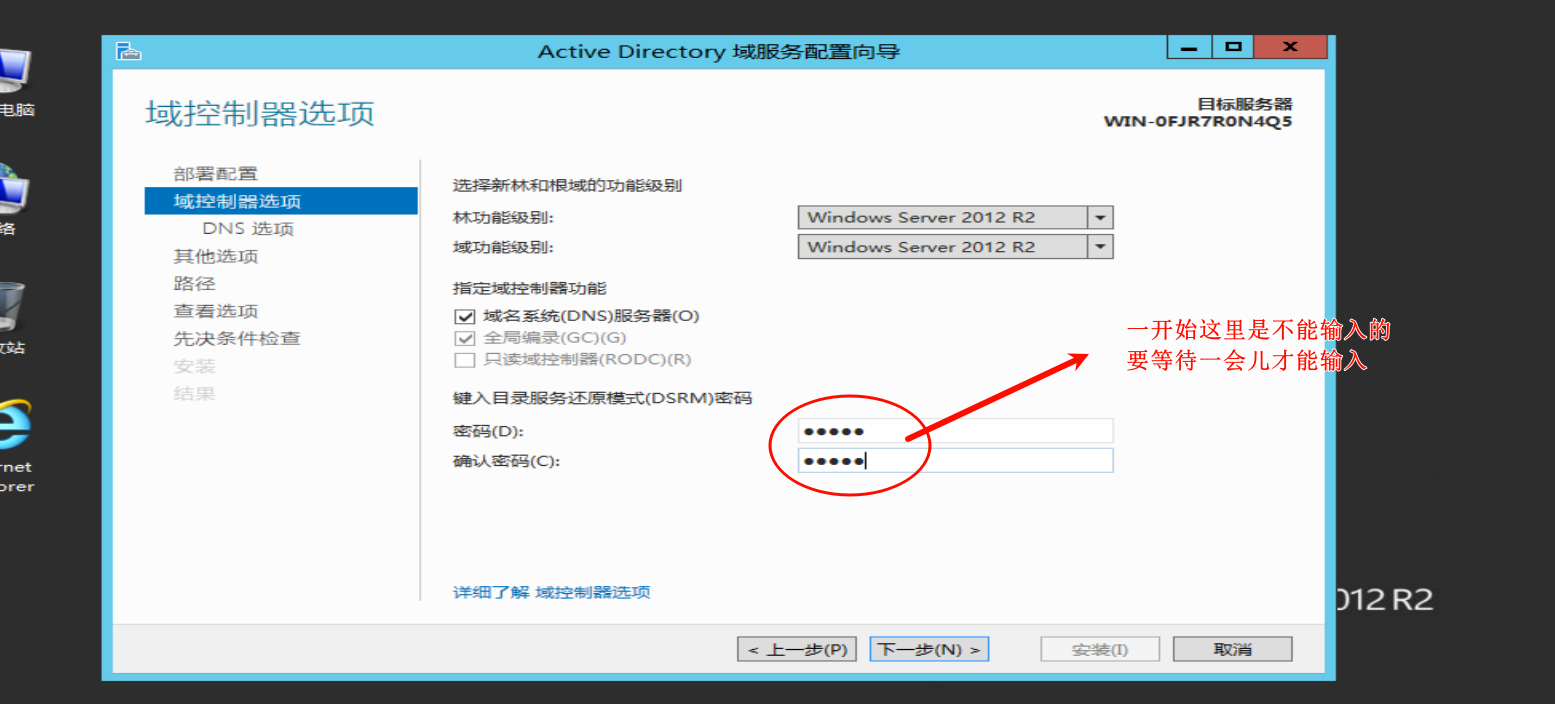 Active Directory 域服务配置向导
域控制器选项
目标服务器
WIN-0FJR7R0N4Q5
部署配置
域控制器选项
DNS 选项
其他选项
路径
查看选项
先决条件检查
安装
结果
选择新林和根域的功能级别
林功能级别: Windows Server 2012 R2
域功能级别: Windows Server 2012 R2
指定域控制器功能
域名系统(DNS)服务器(O)
全局编录(GC)(G)
只读域控制器(RODC)(R)
键入目录服务还原模式(DSRM)密码
密码(D): ●●●●●
确认密码(C): ●●●●●
一开始这里是不能输入的
要等待一会儿才能输入
详细了解 域控制器选项
< 上一步(P) 下一步(N) > 安装(I) 取消
电脑
络
站
rnet
orer
012 R2